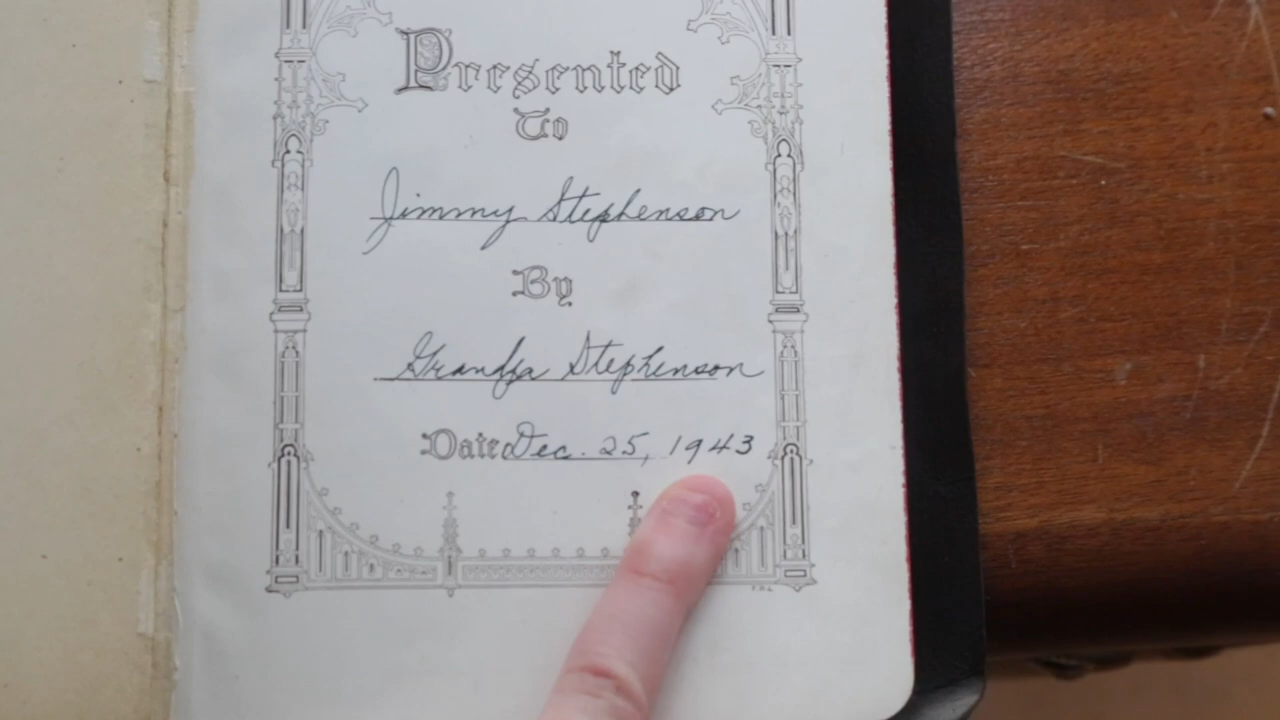 Presented
To
Jimmy Stephenson
By
Grandpa Stephenson
Date Dec. 25, 1943